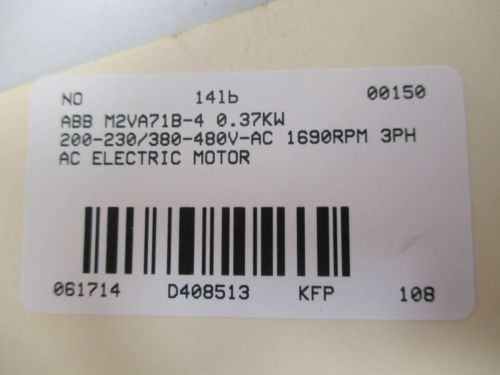 NO 14lb 00150
ABB M2VA71B-4 0.37KW
200-230/380-480V-AC 1690RPM 3PH
AC ELECTRIC MOTOR
061714 D408513 KFP 108